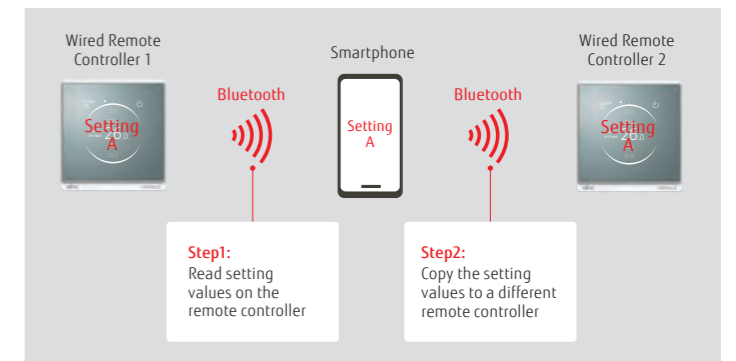 Wired Remote
Controller 1
Smartphone
Wired Remote
Controller 2
Bluetooth
Bluetooth
Setting
A
Setting
A
Setting
A
Step1:
Read setting
values on the
remote controller
Step2:
Copy the setting
values to a different
remote controller